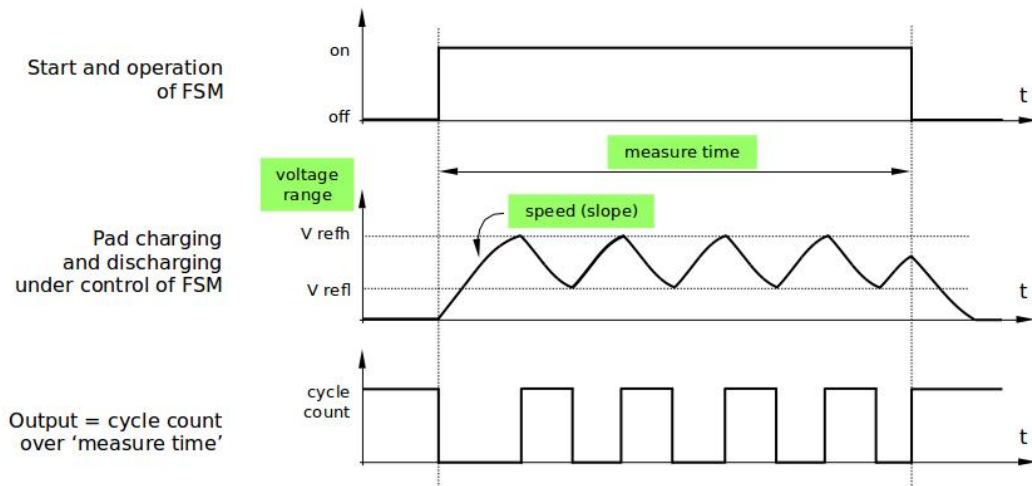 Start and operation
of FSM
on
off
t
measure time
voltage
range
speed (slope)
Pad charging
and discharging
under control of FSM
V refh
V refl
t
Output = cycle count
over ‘measure time’
cycle
count
t